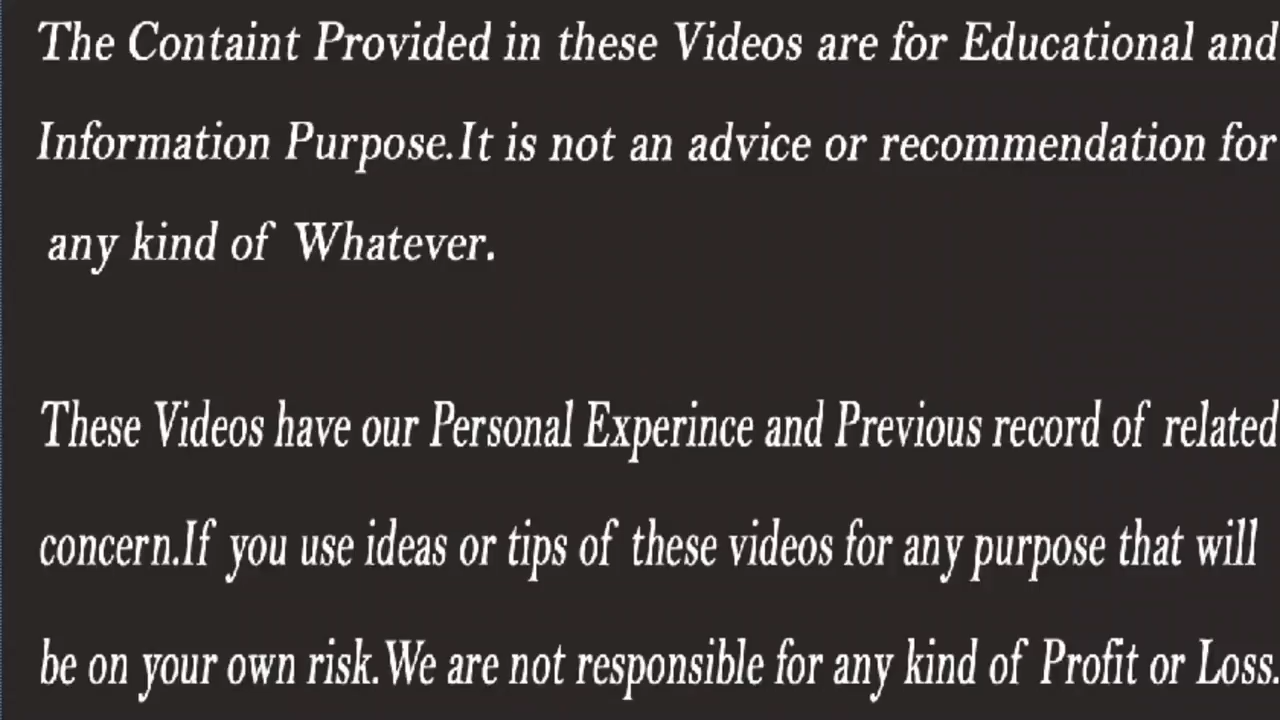 The Containt Provided in these Videos are for Educational and
Information Purpose.It is not an advice or recommendation for
any kind of Whatever.
These Videos have our Personal Experince and Previous record of related
concern.If you use ideas or tips of these videos for any purpose that will
be on your own risk.We are not responsible for any kind of Profit or Loss.